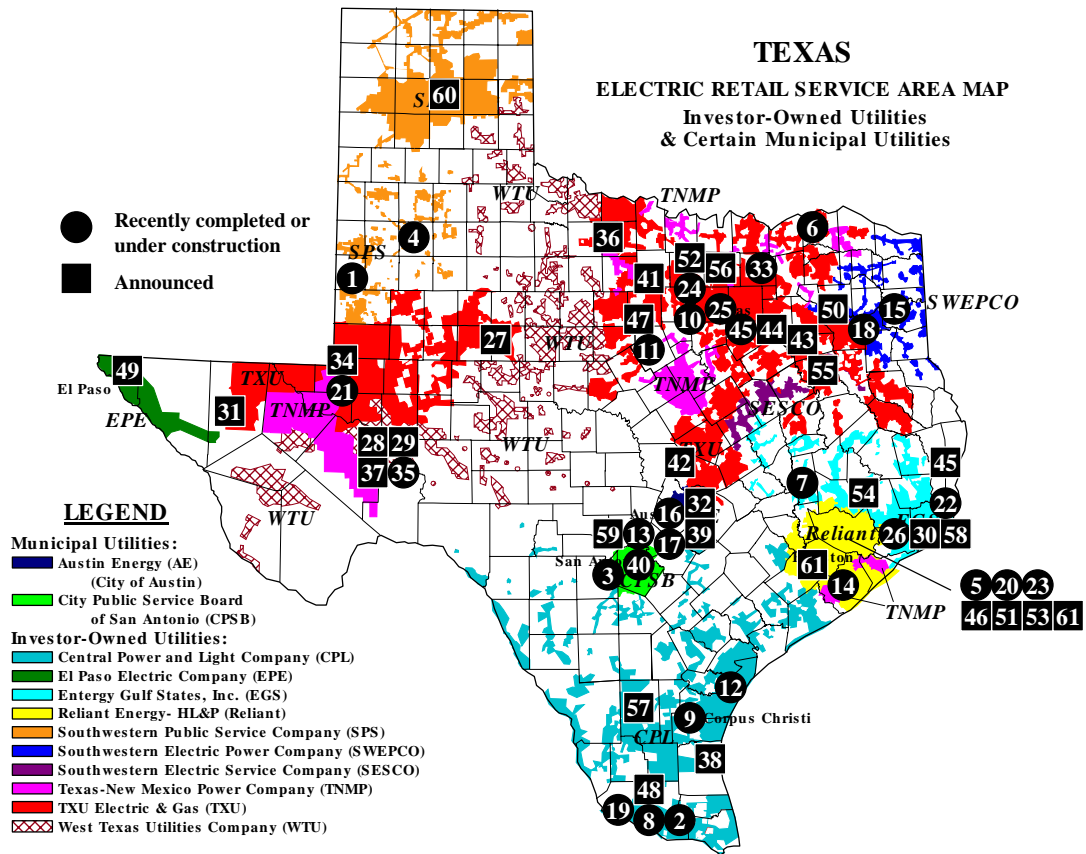 TEXAS
ELECTRIC RETAIL SERVICE AREA MAP
Investor-Owned Utilities
& Certain Municipal Utilities
Recently completed or
under construction
Announced
60
WTU
TNMP
36
6
4
SPS
1
52
56
33
41
24
50
15
SWEPCO
47
10
25
45
44
43
18
27
WTU
11
34
49
TXU
TNMP
55
El Paso
21
31
TNMP
SESCO
EPE
28
29
WTU
TXU
42
45
37
35
7
54
22
WTU
16
32
59
13
17
39
Reliant
26
30
58
San
40
3
CPSB
61
14
5
20
23
TNMP
46
51
53
61
12
57
9
Corpus Christi
CPL
38
48
19
8
2
LEGEND
Municipal Utilities:
Austin Energy (AE)
(City of Austin)
City Public Service Board
of San Antonio (CPSB)
Investor-Owned Utilities:
Central Power and Light Company (CPL)
El Paso Electric Company (EPE)
Entergy Gulf States, Inc. (EGS)
Reliant Energy- HL&P (Reliant)
Southwestern Public Service Company (SPS)
Southwestern Electric Power Company (SWEPCO)
Southwestern Electric Service Company (SESCO)
Texas-New Mexico Power Company (TNMP)
TXU Electric & Gas (TXU)
West Texas Utilities Company (WTU)